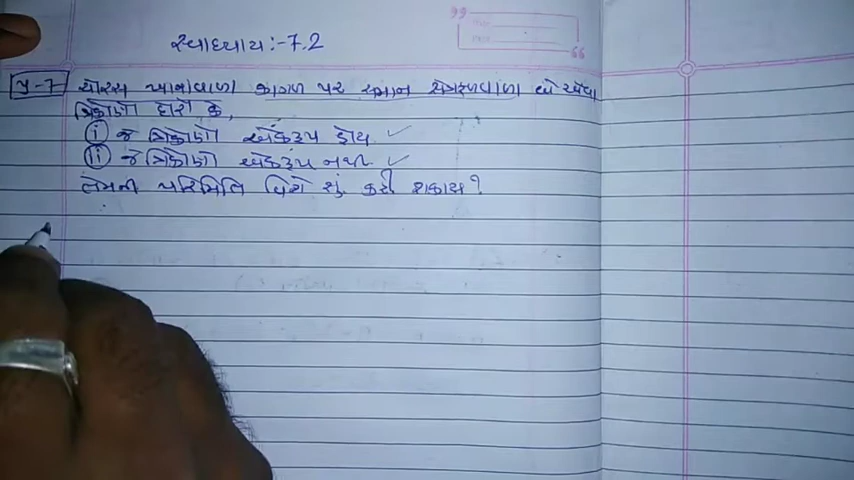 સ્વાધ્યાય:-7.2
પ્ર-7 ચોરસ ખાનાવાળા કાગળ પર સમાન ક્ષેત્રફળવાળા બે એવા
ત્રિકોણો દોરો કે,
(i) જે ત્રિકોણો એકરૂપ હોય
(ii) જે ત્રિકોણો એકરૂપ નથી
તેમની પરિમિતિ વિશે શું કહી શકાય?